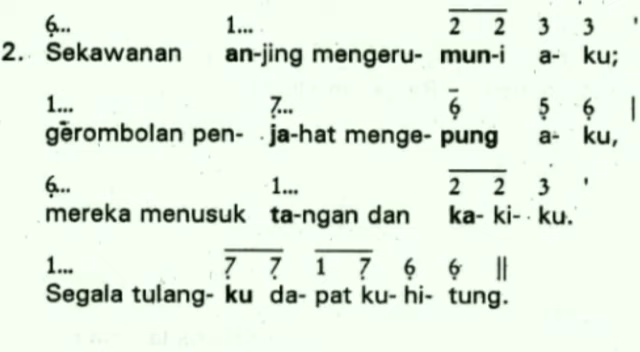 6̣... 1... 2 2 3 3 '
2. Sekawanan an-jing mengeru- mun-i a- ku;
1... 7̣... 6̣ 5̣ 6̣ |
gerombolan pen- ja-hat menge- pung a- ku,
6̣... 1... 2 2 3 '
mereka menusuk ta-ngan dan ka- ki- ku.
1... 7̣ 7̣ 1 7̣ 6̣ 6̣ ||
Segala tulang- ku da- pat ku- hi- tung.